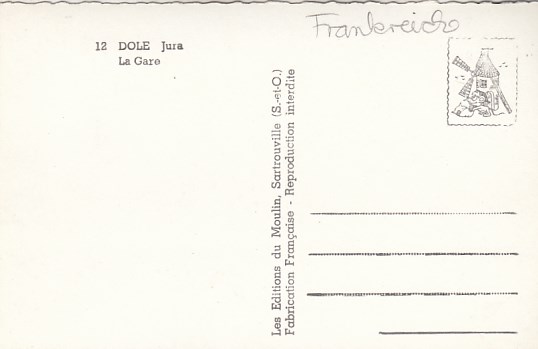 Frankreich
12 DOLE Jura
La Gare
Les Editions du Moulin, Sartrouville (S.-et-O.)
Fabrication Française - Reproduction interdite